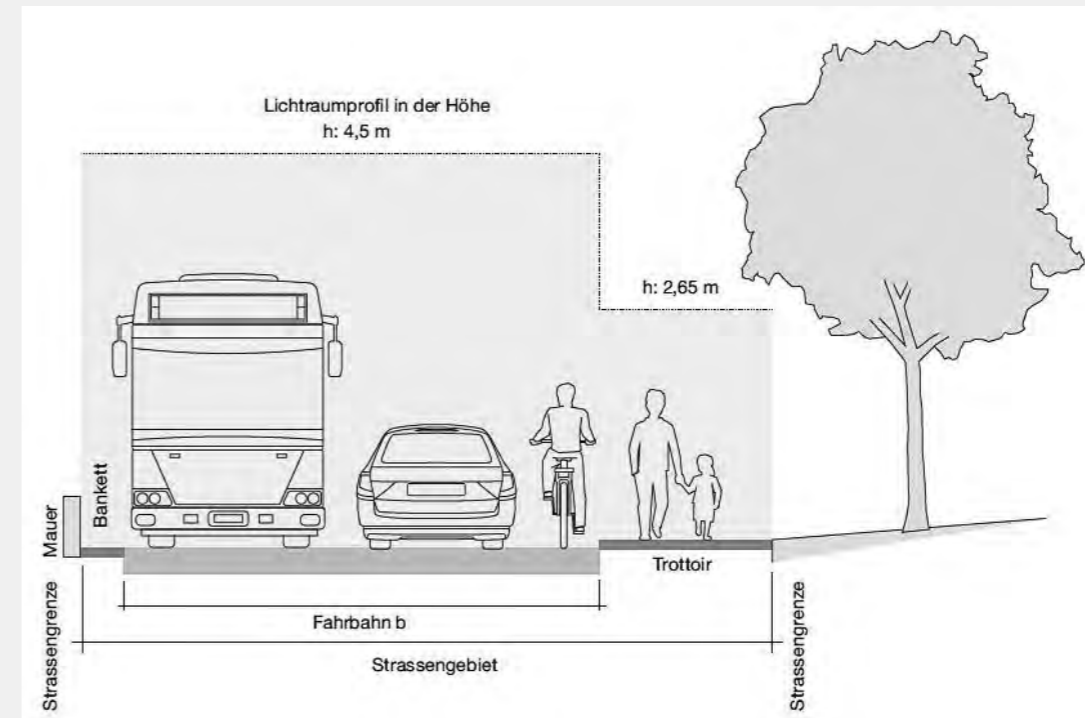 Lichtraumprofil in der Höhe
h: 4,5 m
h: 2,65 m
Mauer
Bankett
Trottoir
Fahrbahn b
Strassengebiet
Strassengrenze
Strassengrenze